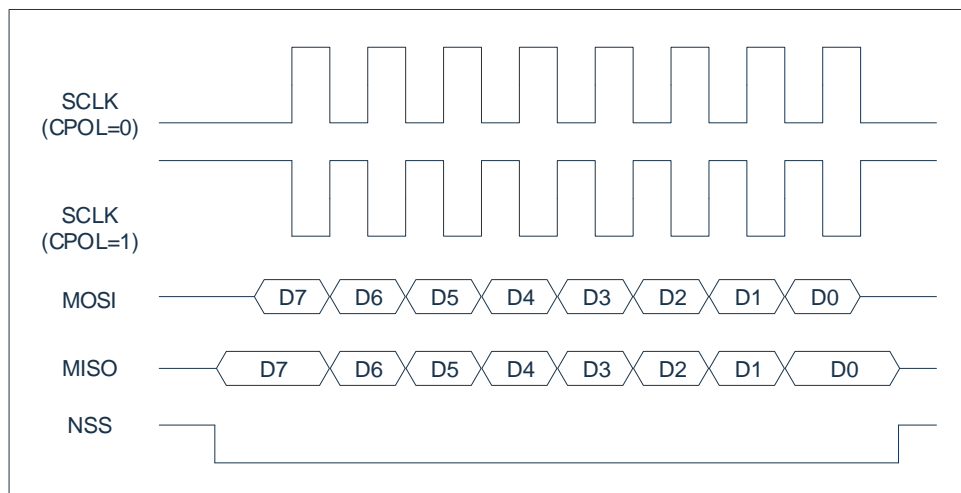 SCLK
(CPOL=0)
SCLK
(CPOL=1)
MOSI D7 D6 D5 D4 D3 D2 D1 D0
MISO D7 D6 D5 D4 D3 D2 D1 D0
NSS